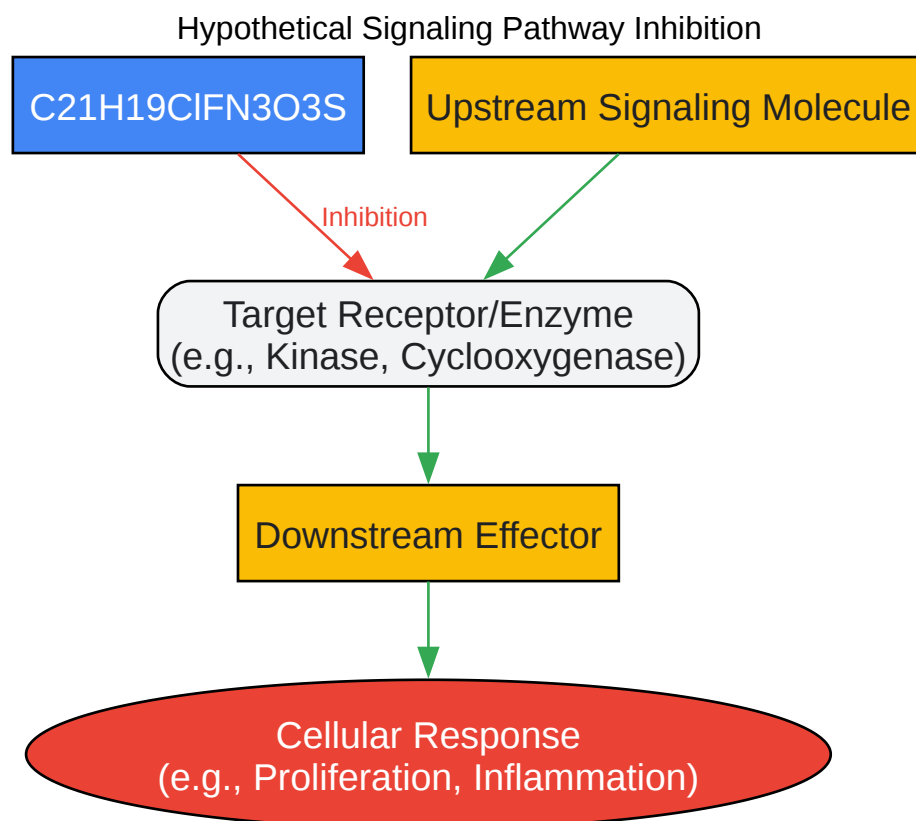 Hypothetical Signaling Pathway Inhibition
C21H19ClFN3O3S
Upstream Signaling Molecule
Inhibition
Target Receptor/Enzyme
(e.g., Kinase, Cyclooxygenase)
Downstream Effector
Cellular Response
(e.g., Proliferation, Inflammation)